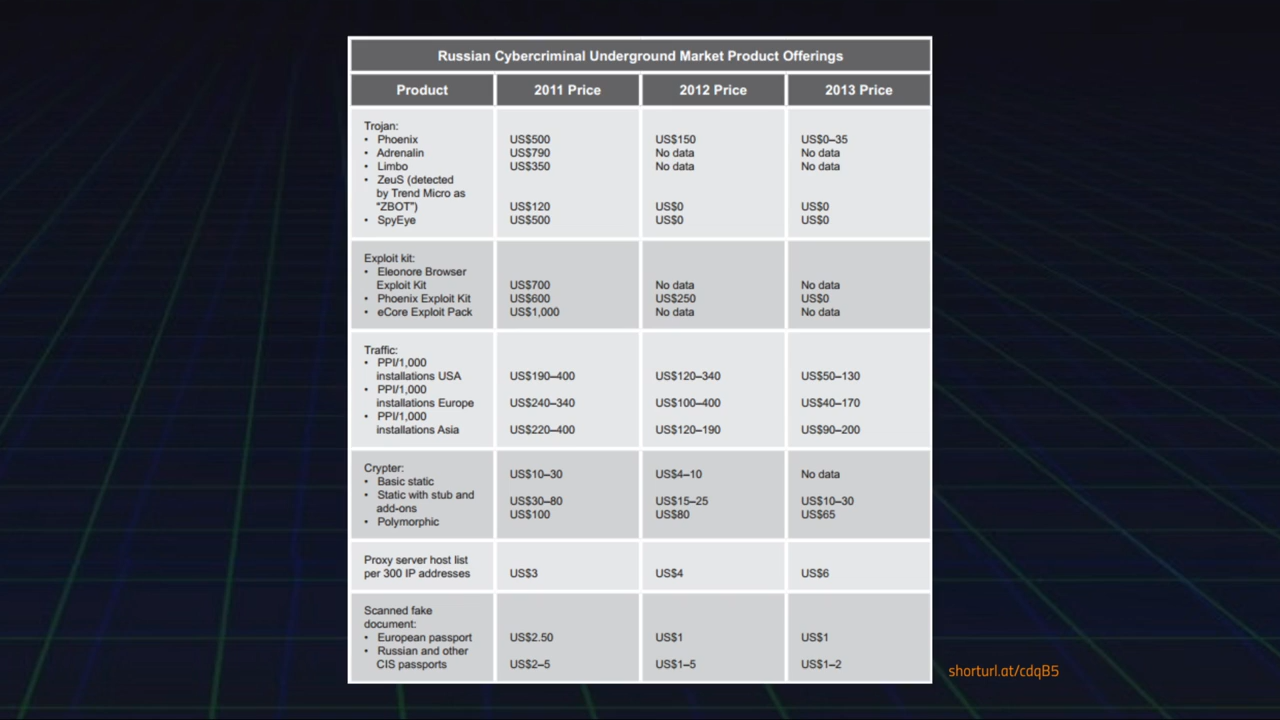 Russian Cybercriminal Underground Market Product Offerings
Product 2011 Price 2012 Price 2013 Price
Trojan:
• Phoenix US$500 US$150 US$0–35
• Adrenalin US$790 No data No data
• Limbo US$350 No data No data
• ZeuS (detected
by Trend Micro as
"ZBOT") US$120 US$0 US$0
• SpyEye US$500 US$0 US$0
Exploit kit:
• Eleonore Browser
Exploit Kit US$700 No data No data
• Phoenix Exploit Kit US$600 US$250 US$0
• eCore Exploit Pack US$1,000 No data No data
Traffic:
• PPI/1,000
installations USA US$190–400 US$120–340 US$50–130
• PPI/1,000
installations Europe US$240–340 US$100–400 US$40–170
• PPI/1,000
installations Asia US$220–400 US$120–190 US$90–200
Crypter:
• Basic static US$10–30 US$4–10 No data
• Static with stub and
add-ons US$30–80 US$15–25 US$10–30
• Polymorphic US$100 US$80 US$65
Proxy server host list
per 300 IP addresses US$3 US$4 US$6
Scanned fake
document:
• European passport US$2.50 US$1 US$1
• Russian and other
CIS passports US$2–5 US$1–5 US$1–2
shorturl.at/cdqB5